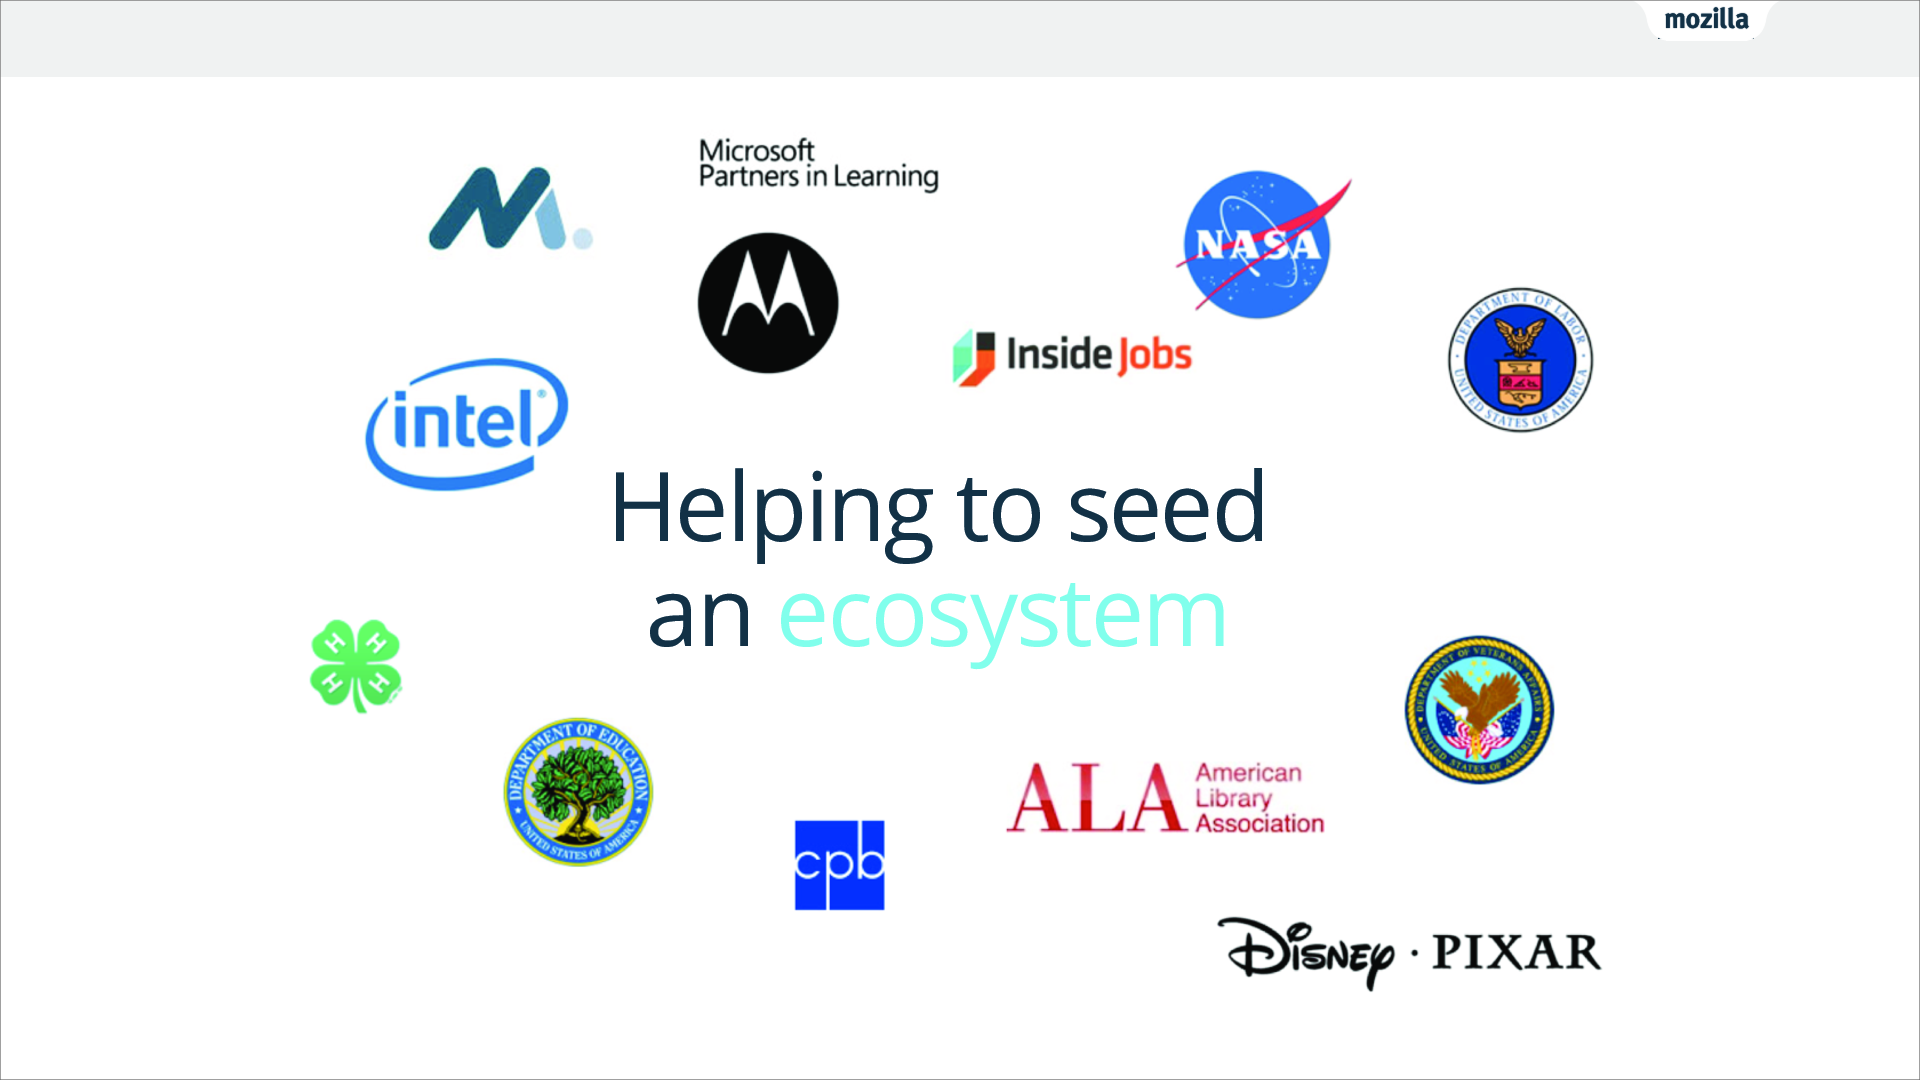 mozilla
Microsoft
Partners in Learning
NASA
InsideJobs
DEPARTMENT OF LABOR
UNITED STATES OF AMERICA
intel®
Helping to seed
an ecosystem
H H
H H
DEPARTMENT OF VETERANS AFFAIRS
UNITED STATES OF AMERICA
DEPARTMENT OF EDUCATION
UNITED STATES OF AMERICA
ALA American
Library
Association
cpb
DISNEY · PIXAR